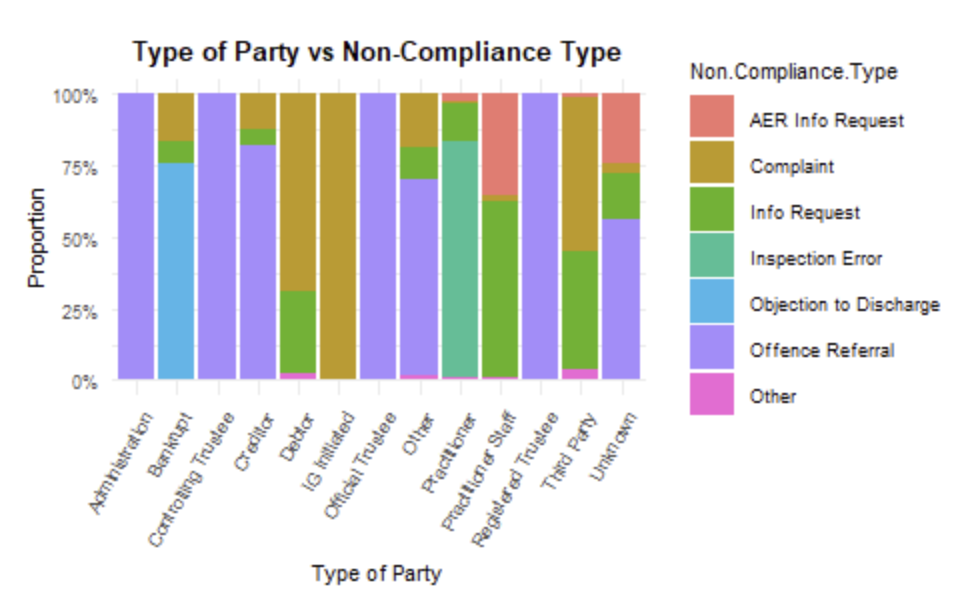 Type of Party vs Non-Compliance Type
Non.Compliance.Type
AER Info Request
Complaint
Info Request
Inspection Error
Objection to Discharge
Offence Referral
Other
Proportion
100%
75%
50%
25%
0%
Administration
Bankrupt
Controlling Trustee
Creditor
Debtor
IG Initiated
Official Trustee
Other
Practitioner
Practitioner Staff
Registered Trustee
Third Party
Unknown
Type of Party